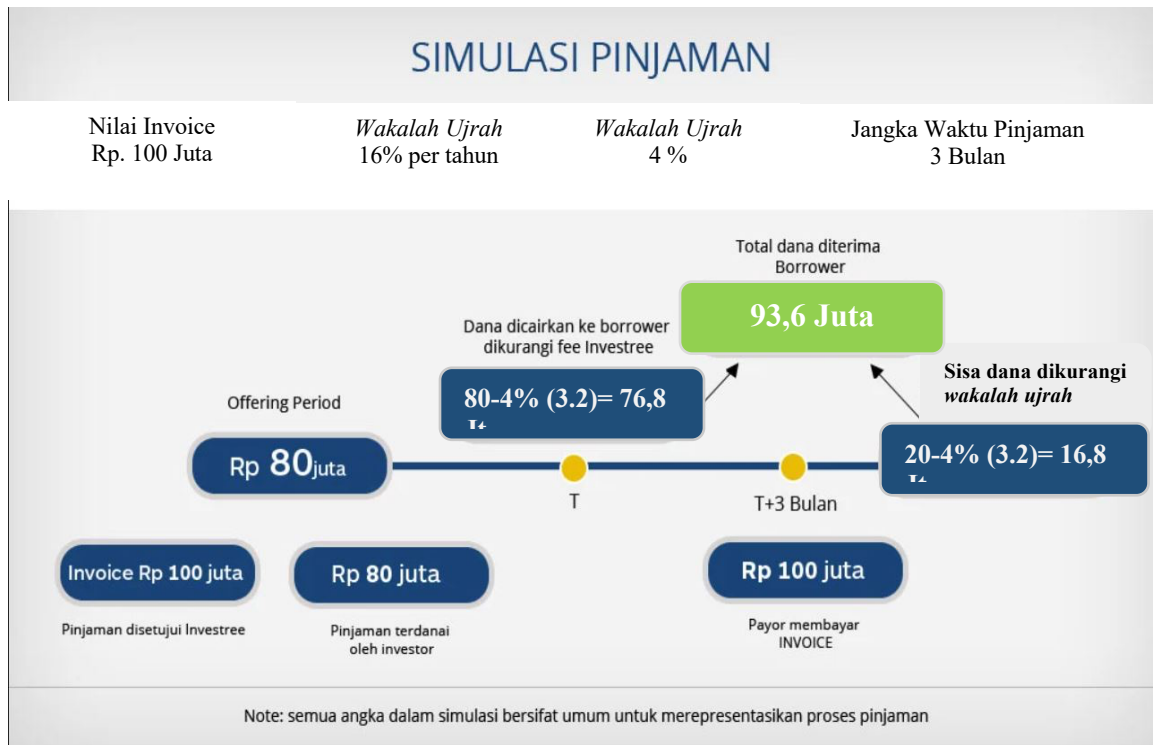 SIMULASI PINJAMAN
Nilai Invoice
Rp. 100 Juta
Wakalah Ujrah
16% per tahun
Wakalah Ujrah
4 %
Jangka Waktu Pinjaman
3 Bulan
Total dana diterima
Borrower
93,6 Juta
Dana dicairkan ke borrower
dikurangi fee Investree
80-4% (3.2)= 76,8
Sisa dana dikurangi
wakalah ujrah
20-4% (3.2)= 16,8
Offering Period
Rp 80 juta
T
T+3 Bulan
Invoice Rp 100 juta
Pinjaman disetujui Investree
Rp 80 juta
Pinjaman terdanai
oleh investor
Rp 100 juta
Payor membayar
INVOICE
Note: semua angka dalam simulasi bersifat umum untuk merepresentasikan proses pinjaman